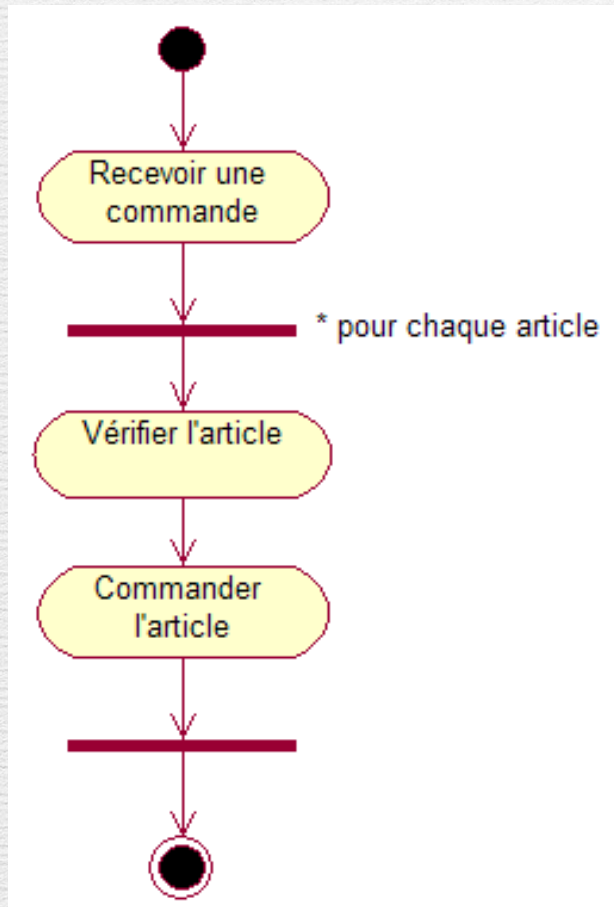 Recevoir une
commande
* pour chaque article
Vérifier l'article
Commander
l'article